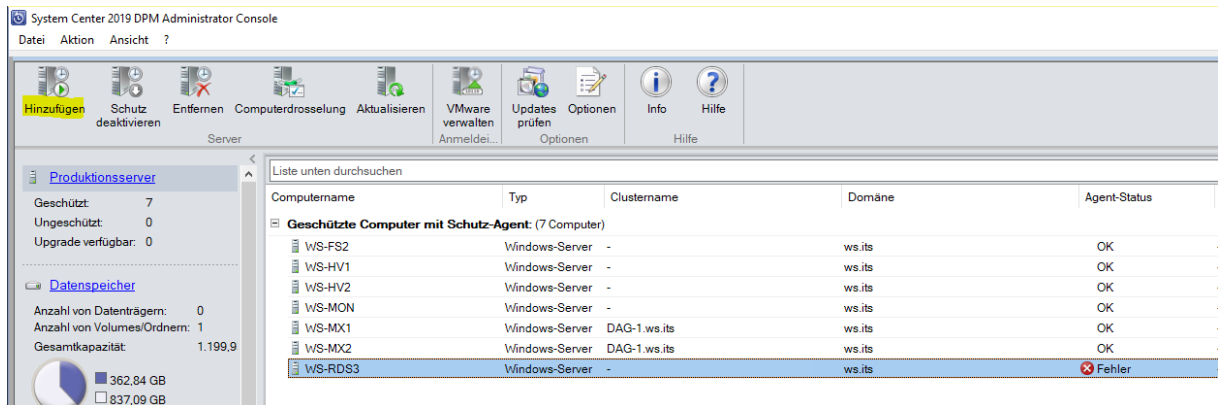 System Center 2019 DPM Administrator Console
Datei Aktion Ansicht ?
Hinzufügen Schutz deaktivieren Entfernen Computerdrosselung Aktualisieren VMware verwalten Updates prüfen Optionen Info Hilfe
Server Anmeldei... Optionen Hilfe
Produktionsserver
Geschützt: 7
Ungeschützt: 0
Upgrade verfügbar: 0
Datenspeicher
Anzahl von Datenträgern: 0
Anzahl von Volumes/Ordnern: 1
Gesamtkapazität: 1.199,9
362,84 GB
837,09 GB
Liste unten durchsuchen
Computername Typ Clustername Domäne Agent-Status
Geschützte Computer mit Schutz-Agent: (7 Computer)
WS-FS2 Windows-Server - ws.its OK
WS-HV1 Windows-Server - ws.its OK
WS-HV2 Windows-Server - ws.its OK
WS-MON Windows-Server - ws.its OK
WS-MX1 Windows-Server DAG-1.ws.its ws.its OK
WS-MX2 Windows-Server DAG-1.ws.its ws.its OK
WS-RDS3 Windows-Server - ws.its Fehler